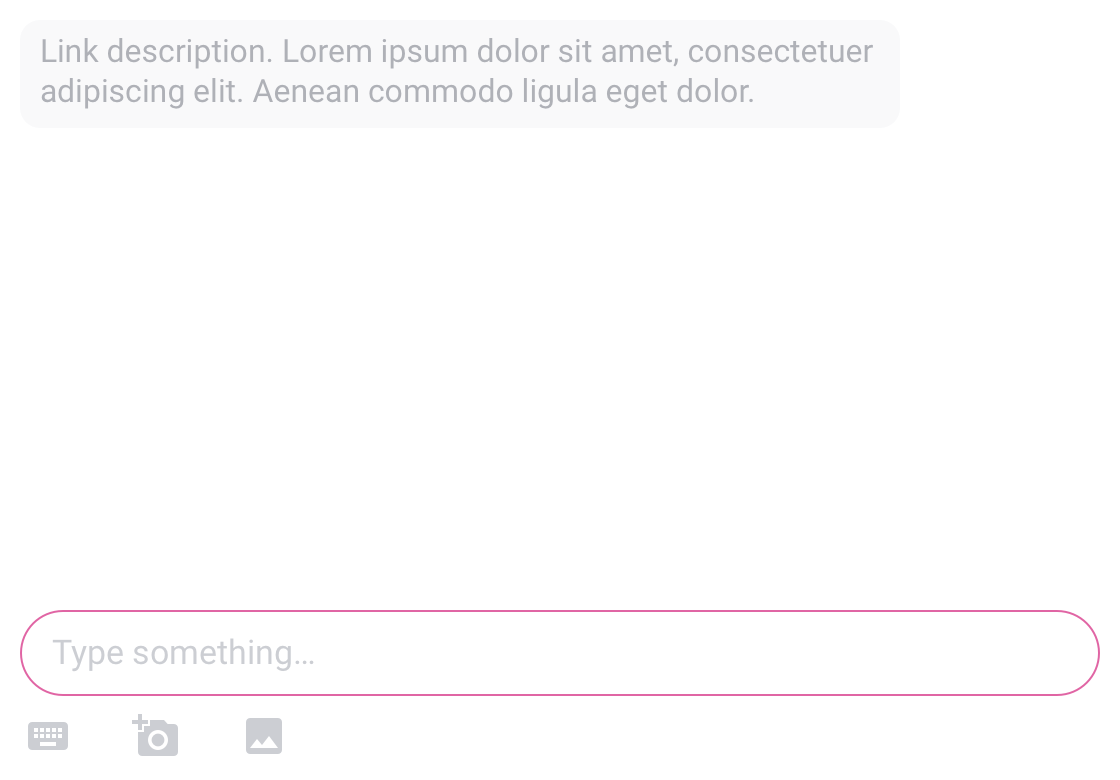 Link description. Lorem ipsum dolor sit amet, consectetuer
adipiscing elit. Aenean commodo ligula eget dolor.
Type something...